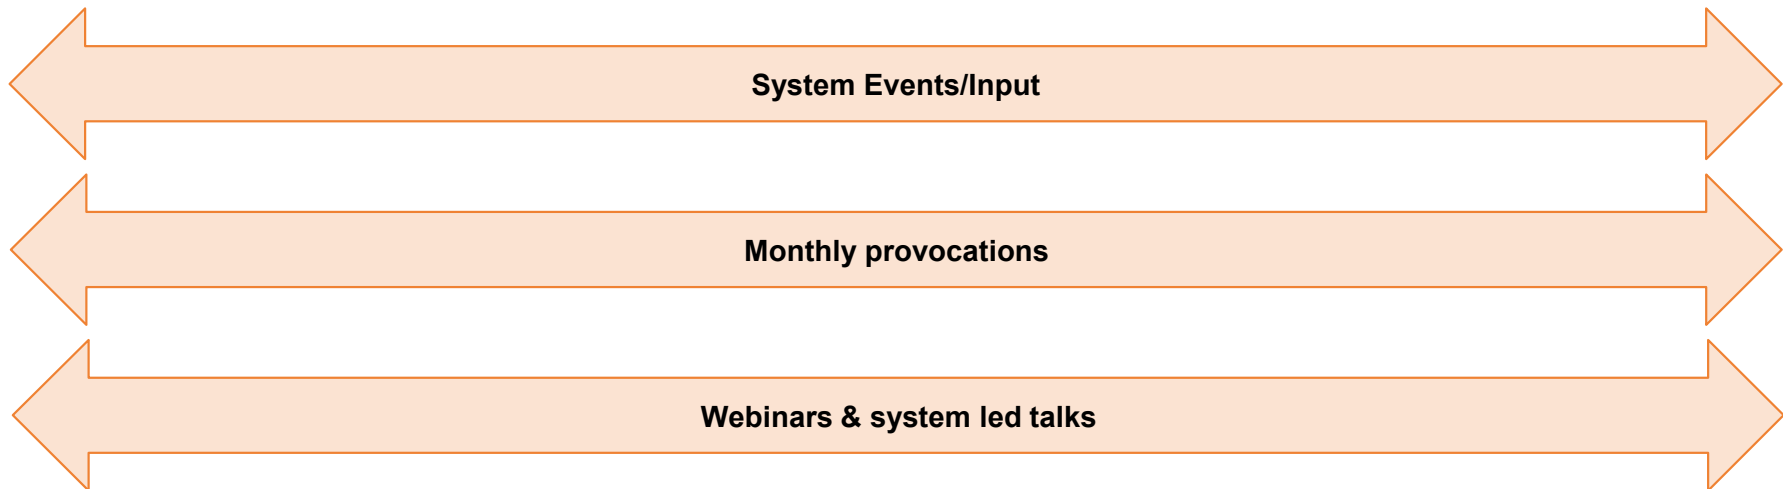 System Events/Input
Monthly provocations
Webinars & system led talks